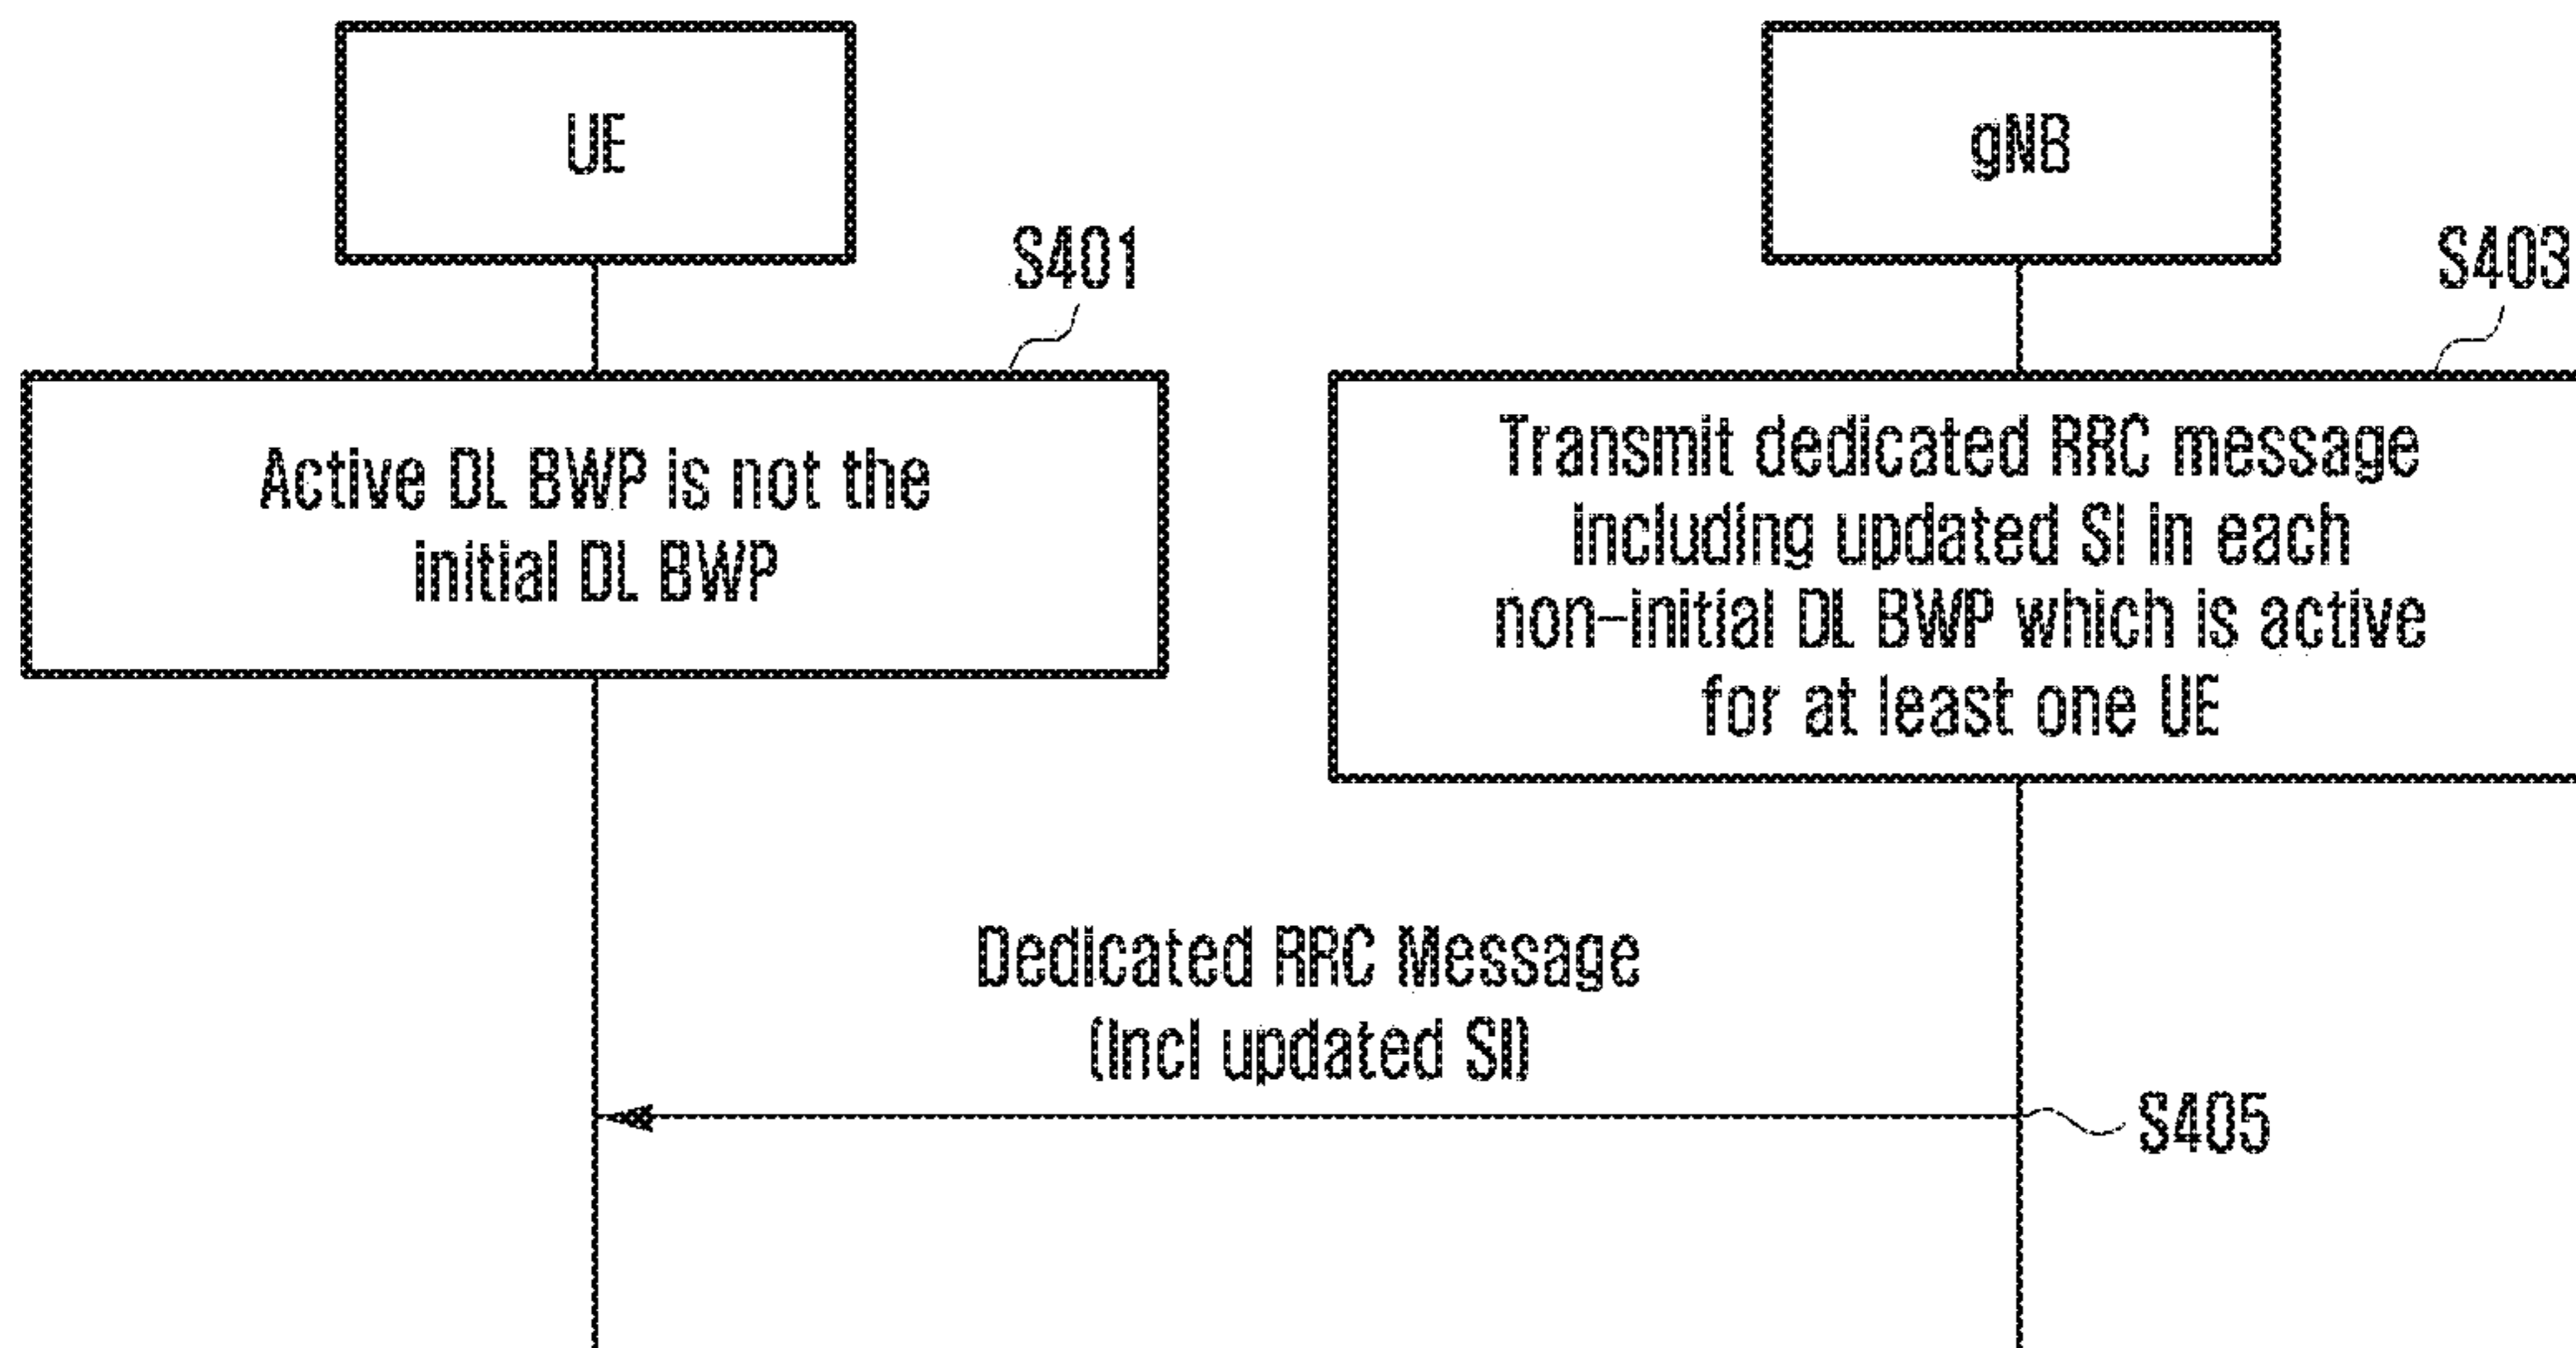 UE
gNB
S401
S403
Active DL BWP is not the
initial DL BWP
Transmit dedicated RRC message
including updated SI in each
non-initial DL BWP which is active
for at least one UE
Dedicated RRC Message
(Incl updated SI)
S405